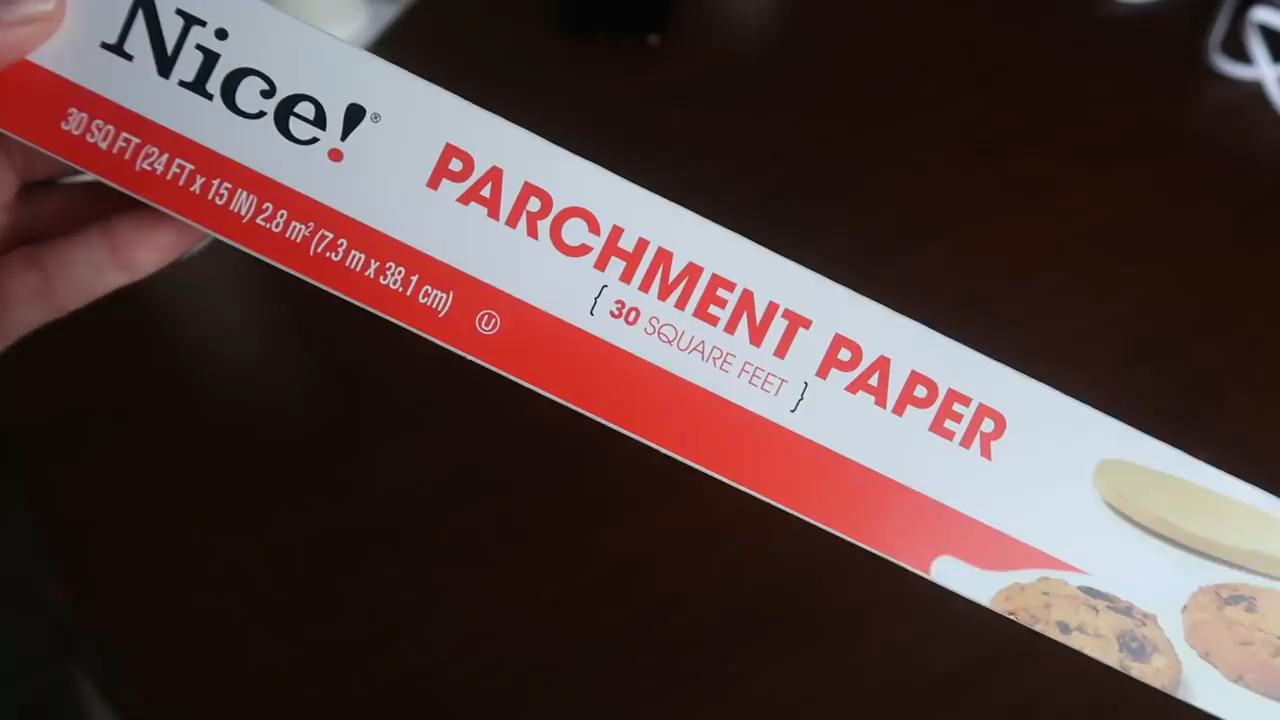 Nice!®
PARCHMENT PAPER
{ 30 SQUARE FEET }
30 SQ FT (24 FT x 15 IN) 2.8 m² (7.3 m x 38.1 cm)
U